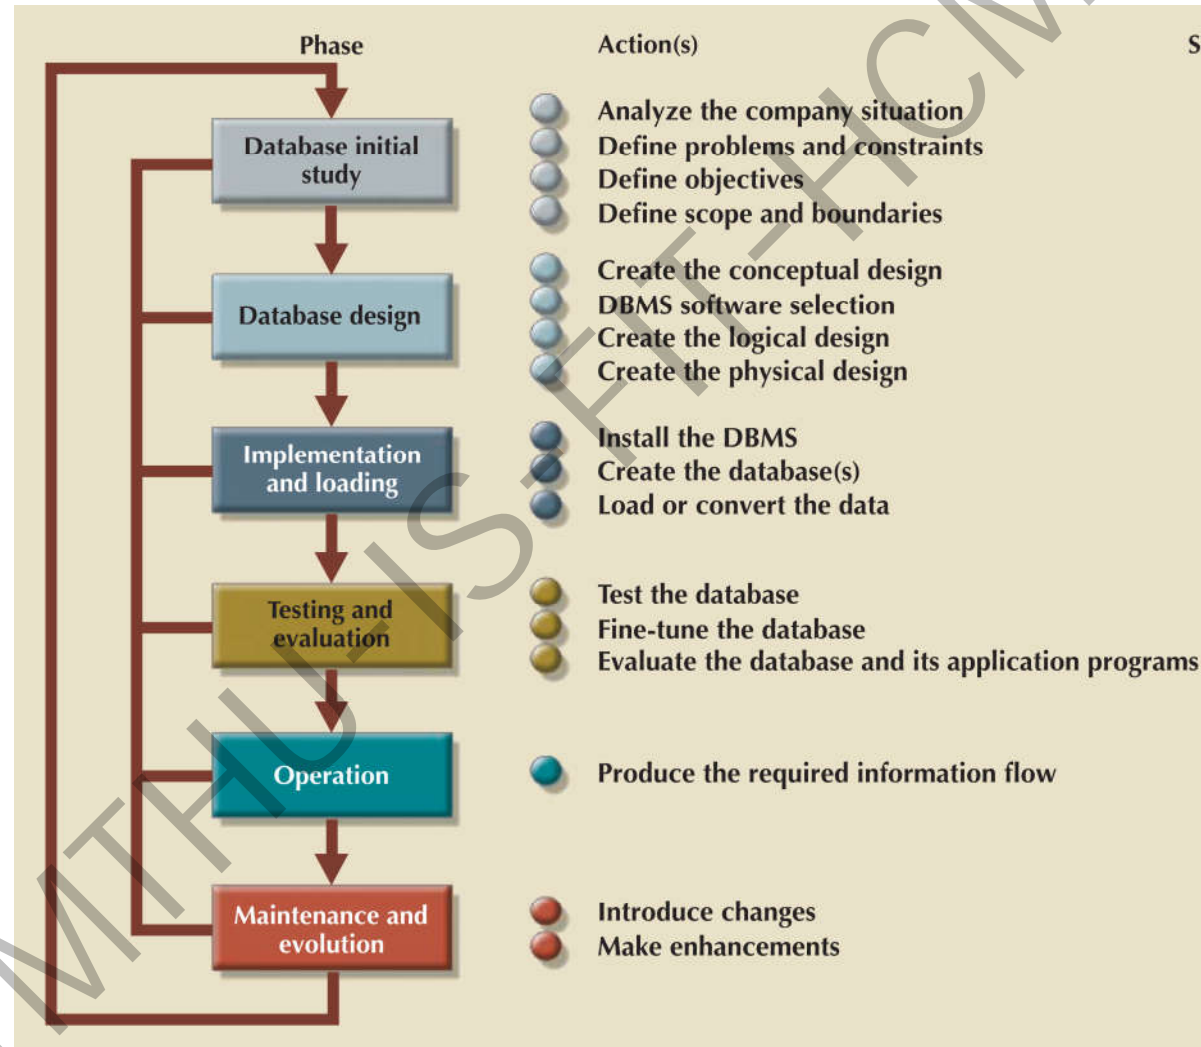 Phase Action(s) S
Database initial
study
Analyze the company situation
Define problems and constraints
Define objectives
Define scope and boundaries
Database design
Create the conceptual design
DBMS software selection
Create the logical design
Create the physical design
Implementation
and loading
Install the DBMS
Create the database(s)
Load or convert the data
Testing and
evaluation
Test the database
Fine-tune the database
Evaluate the database and its application programs
Operation
Produce the required information flow
Maintenance and
evolution
Introduce changes
Make enhancements
MTHU-IS-FIT-HCM